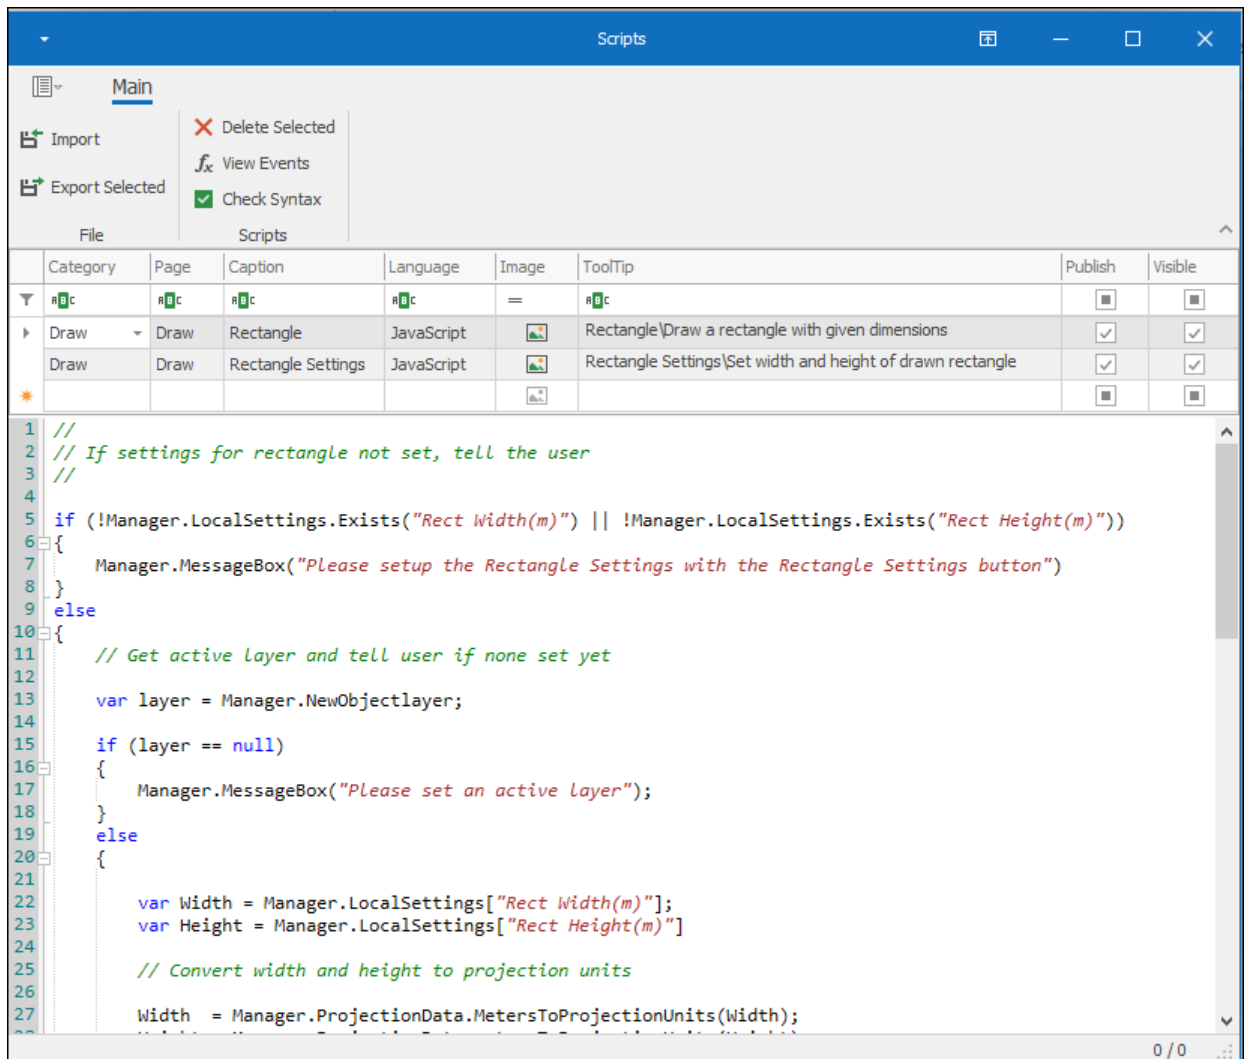 Scripts
Main
Import
Export Selected
File
Delete Selected
fx View Events
Check Syntax
Scripts
Category Page Caption Language Image ToolTip Publish Visible
ABC ABC ABC ABC = ABC
Draw Draw Rectangle JavaScript Rectangle\Draw a rectangle with given dimensions
Draw Draw Rectangle Settings JavaScript Rectangle Settings\Set width and height of drawn rectangle
1 //
2 // If settings for rectangle not set, tell the user
3 //
4
5 if (!Manager.LocalSettings.Exists("Rect Width(m)") || !Manager.LocalSettings.Exists("Rect Height(m)"))
6 {
7 Manager.MessageBox("Please setup the Rectangle Settings with the Rectangle Settings button")
8 }
9 else
10 {
11 // Get active layer and tell user if none set yet
12
13 var layer = Manager.NewObjectlayer;
14
15 if (layer == null)
16 {
17 Manager.MessageBox("Please set an active layer");
18 }
19 else
20 {
21
22 var Width = Manager.LocalSettings["Rect Width(m)"];
23 var Height = Manager.LocalSettings["Rect Height(m)"]
24
25 // Convert width and height to projection units
26
27 Width = Manager.ProjectionData.MetersToProjectionUnits(Width);
0 / 0